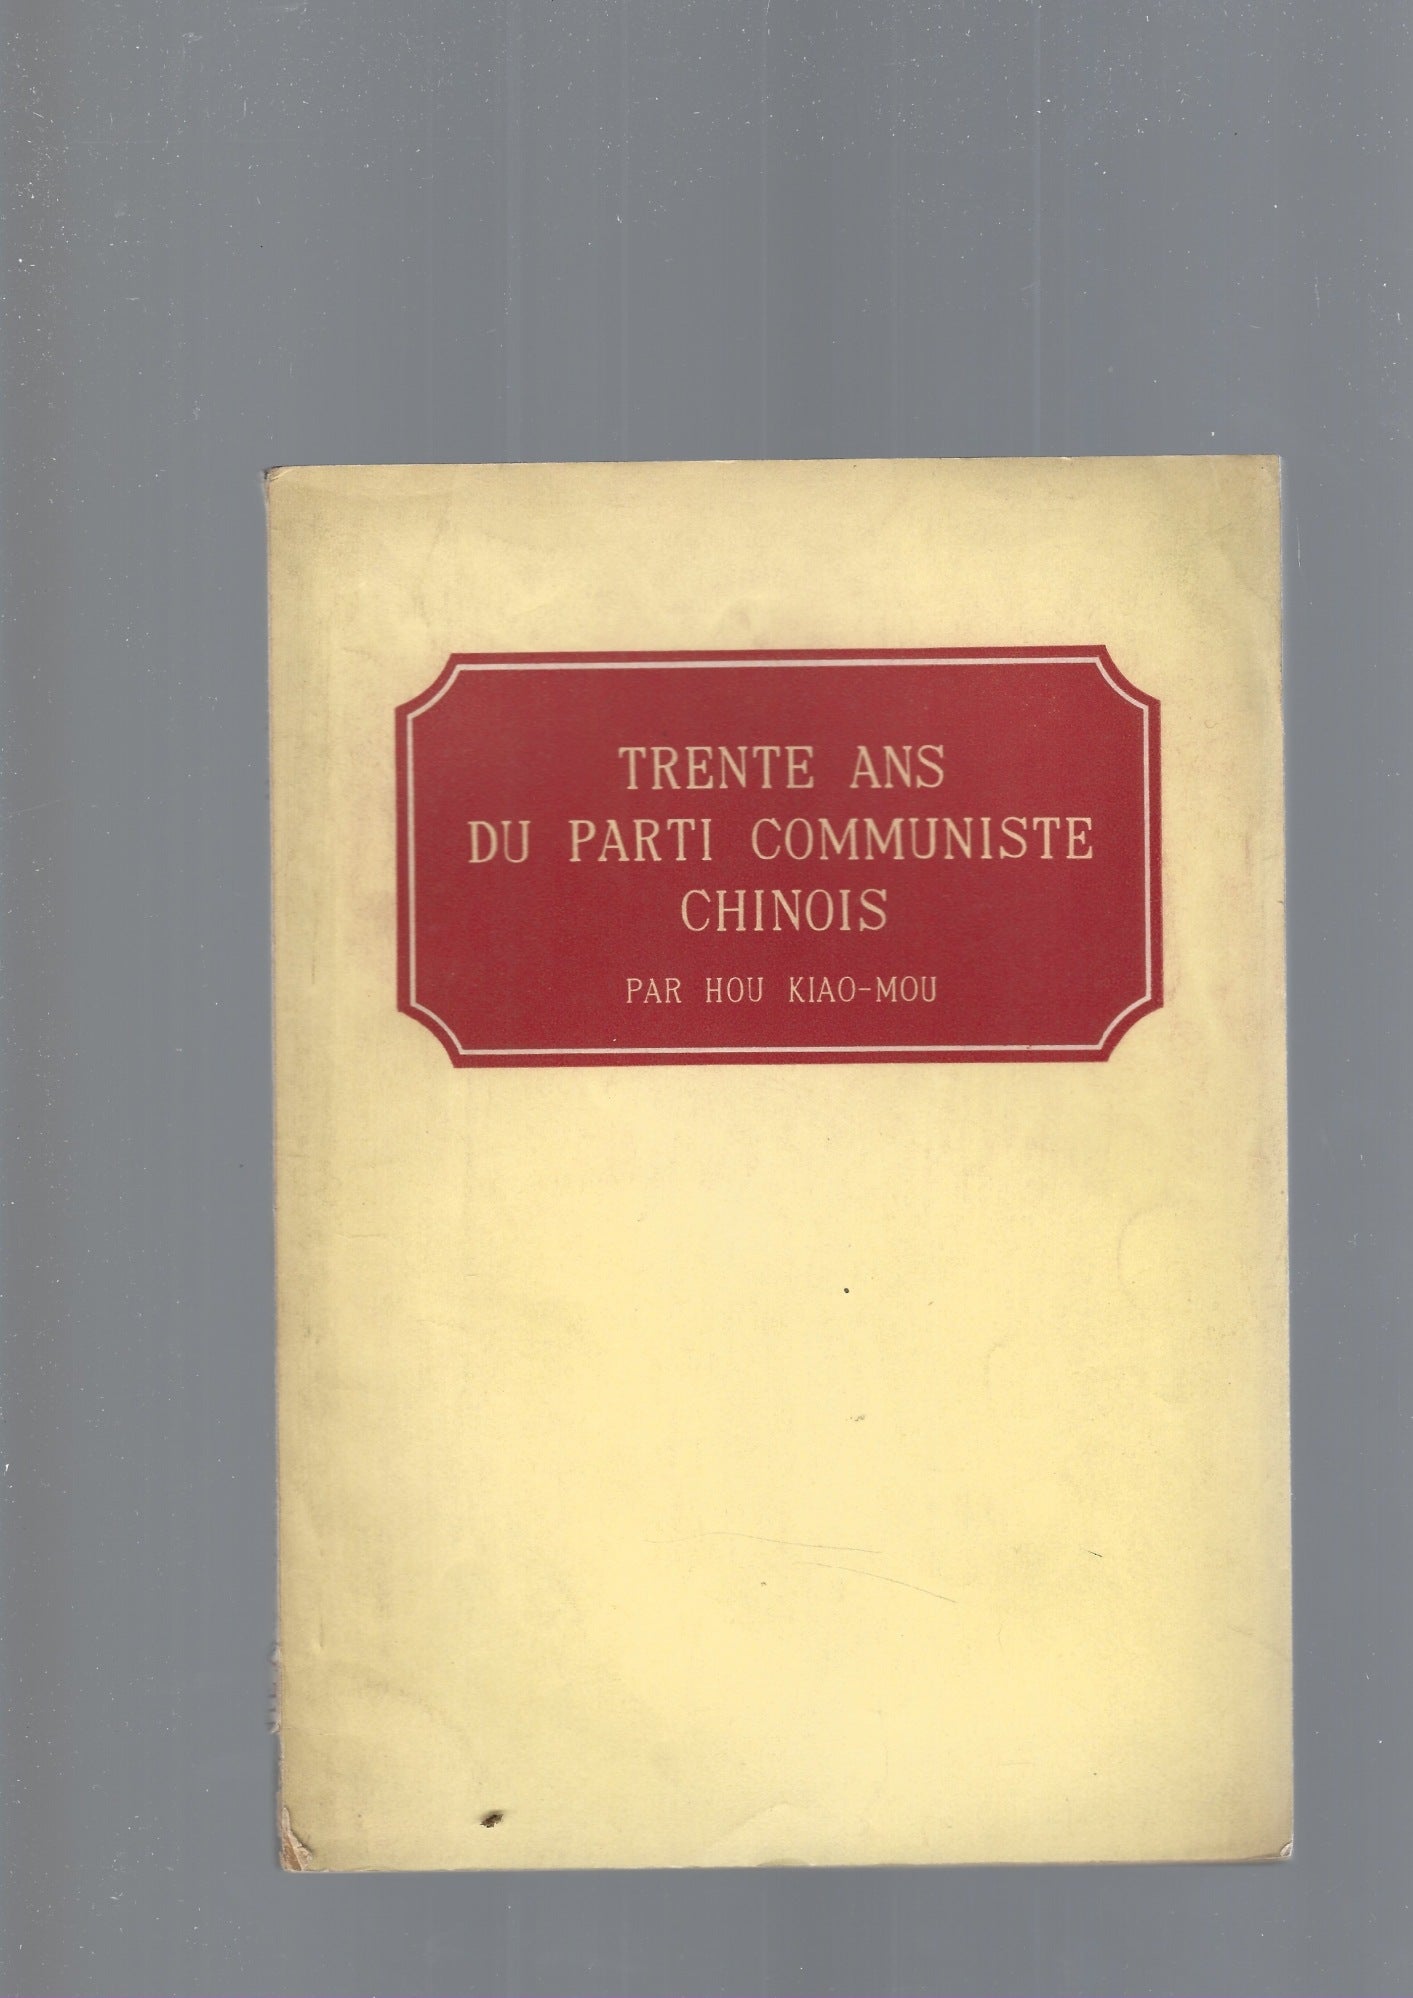 TRENTE ANS
DU PARTI COMMUNISTE
CHINOIS
PAR HOU KIAO-MOU